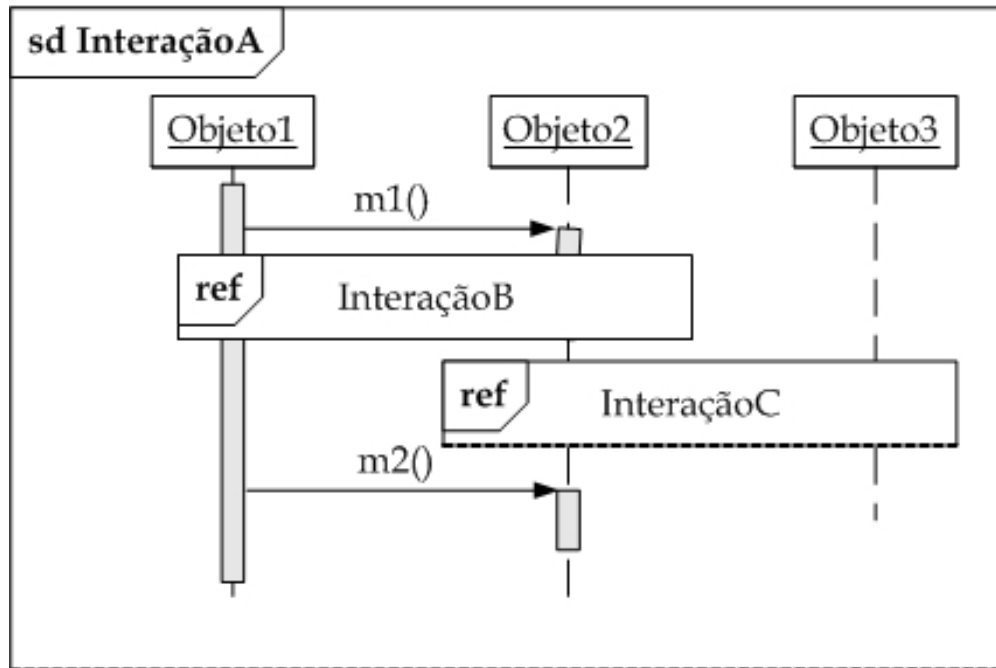 sd InteraçãoA
Objeto1 Objeto2 Objeto3
m1()
ref InteraçãoB
ref InteraçãoC
m2()